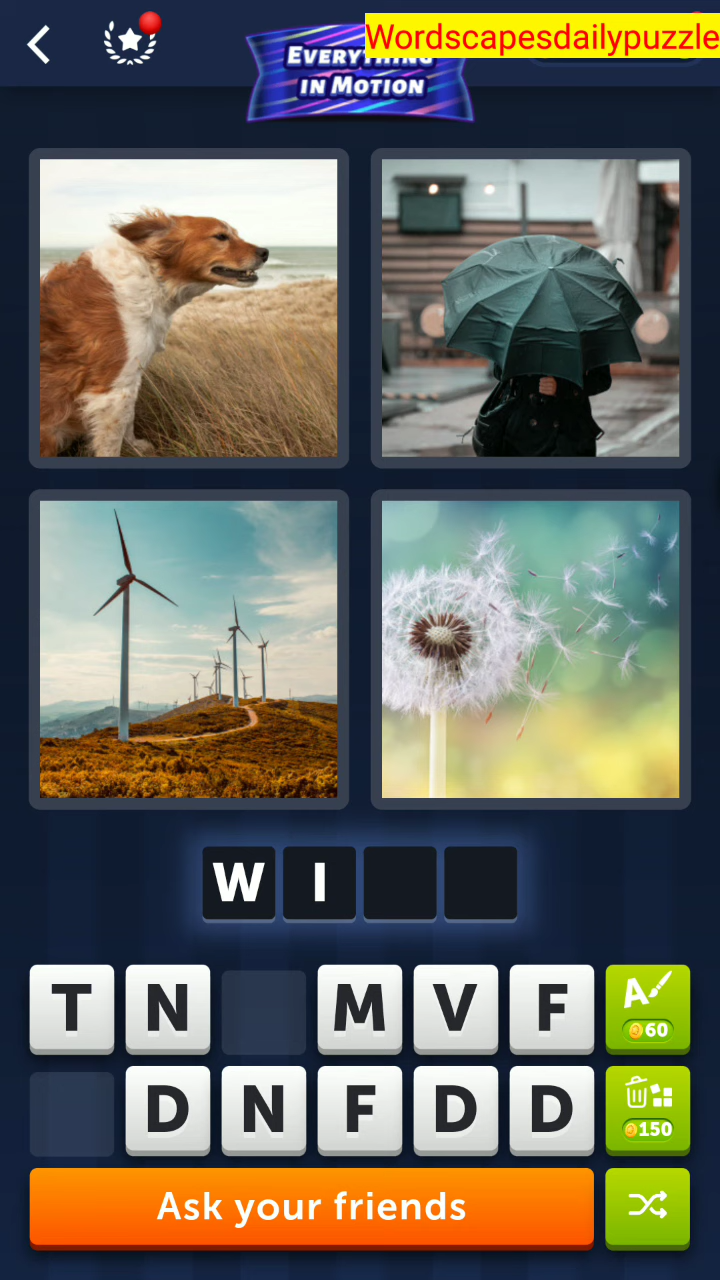 Wordscapesdailypuzzle
EVERYTHING
IN MOTION
W I
T N M V F A
60
D N F D D
150
Ask your friends